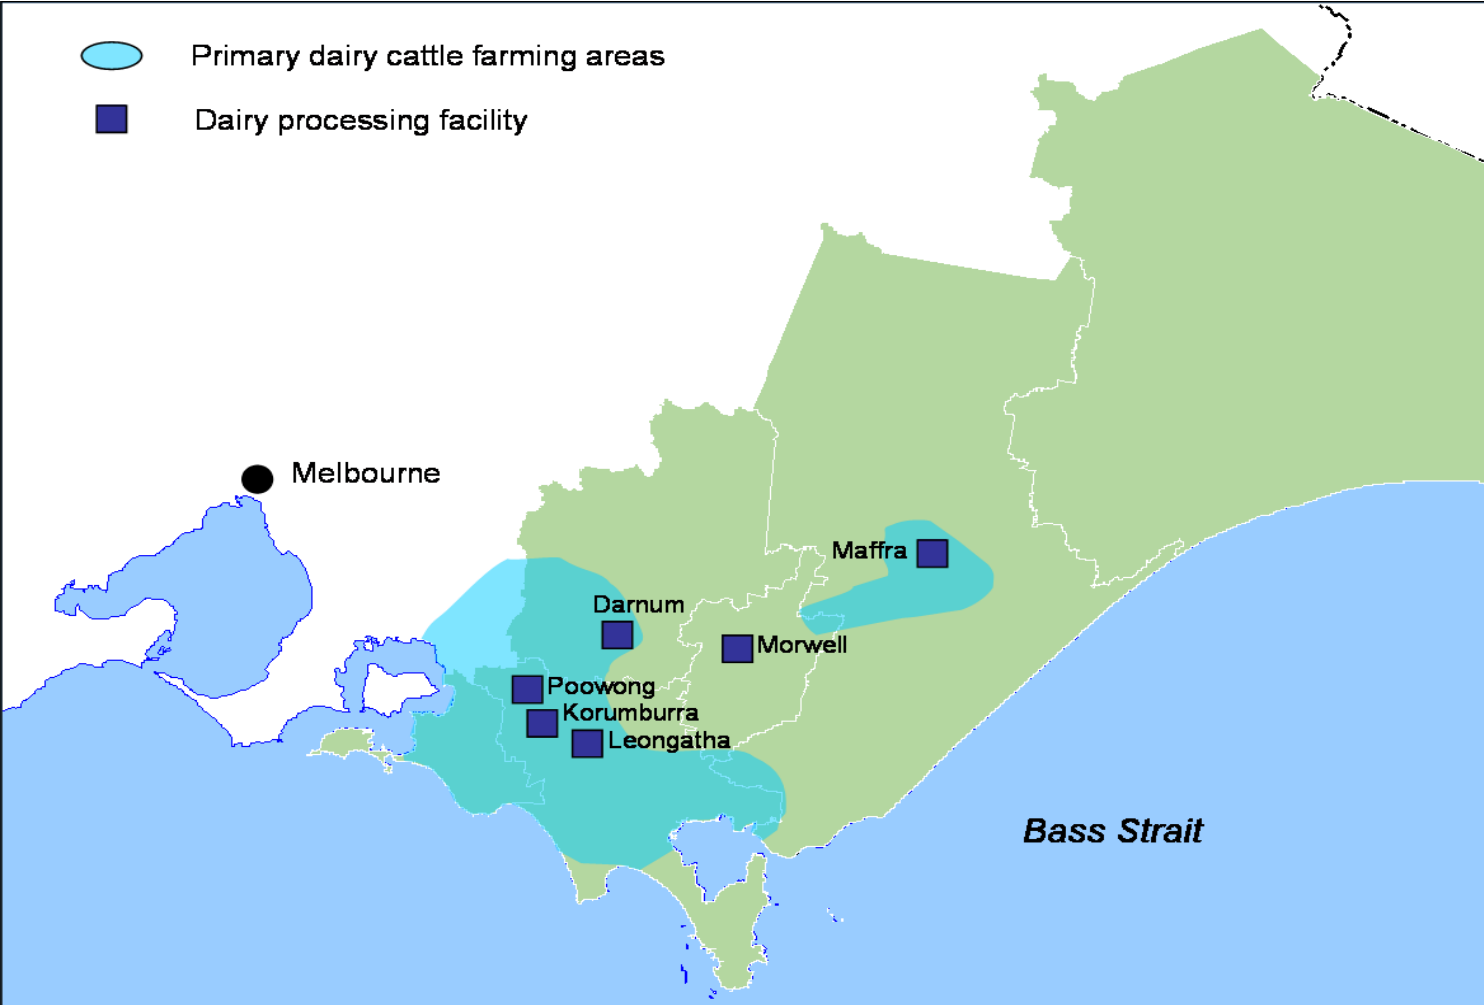 Primary dairy cattle farming areas
Dairy processing facility
Melbourne
Maffra
Darnum
Morwell
Poowong
Korumburra
Leongatha
Bass Strait